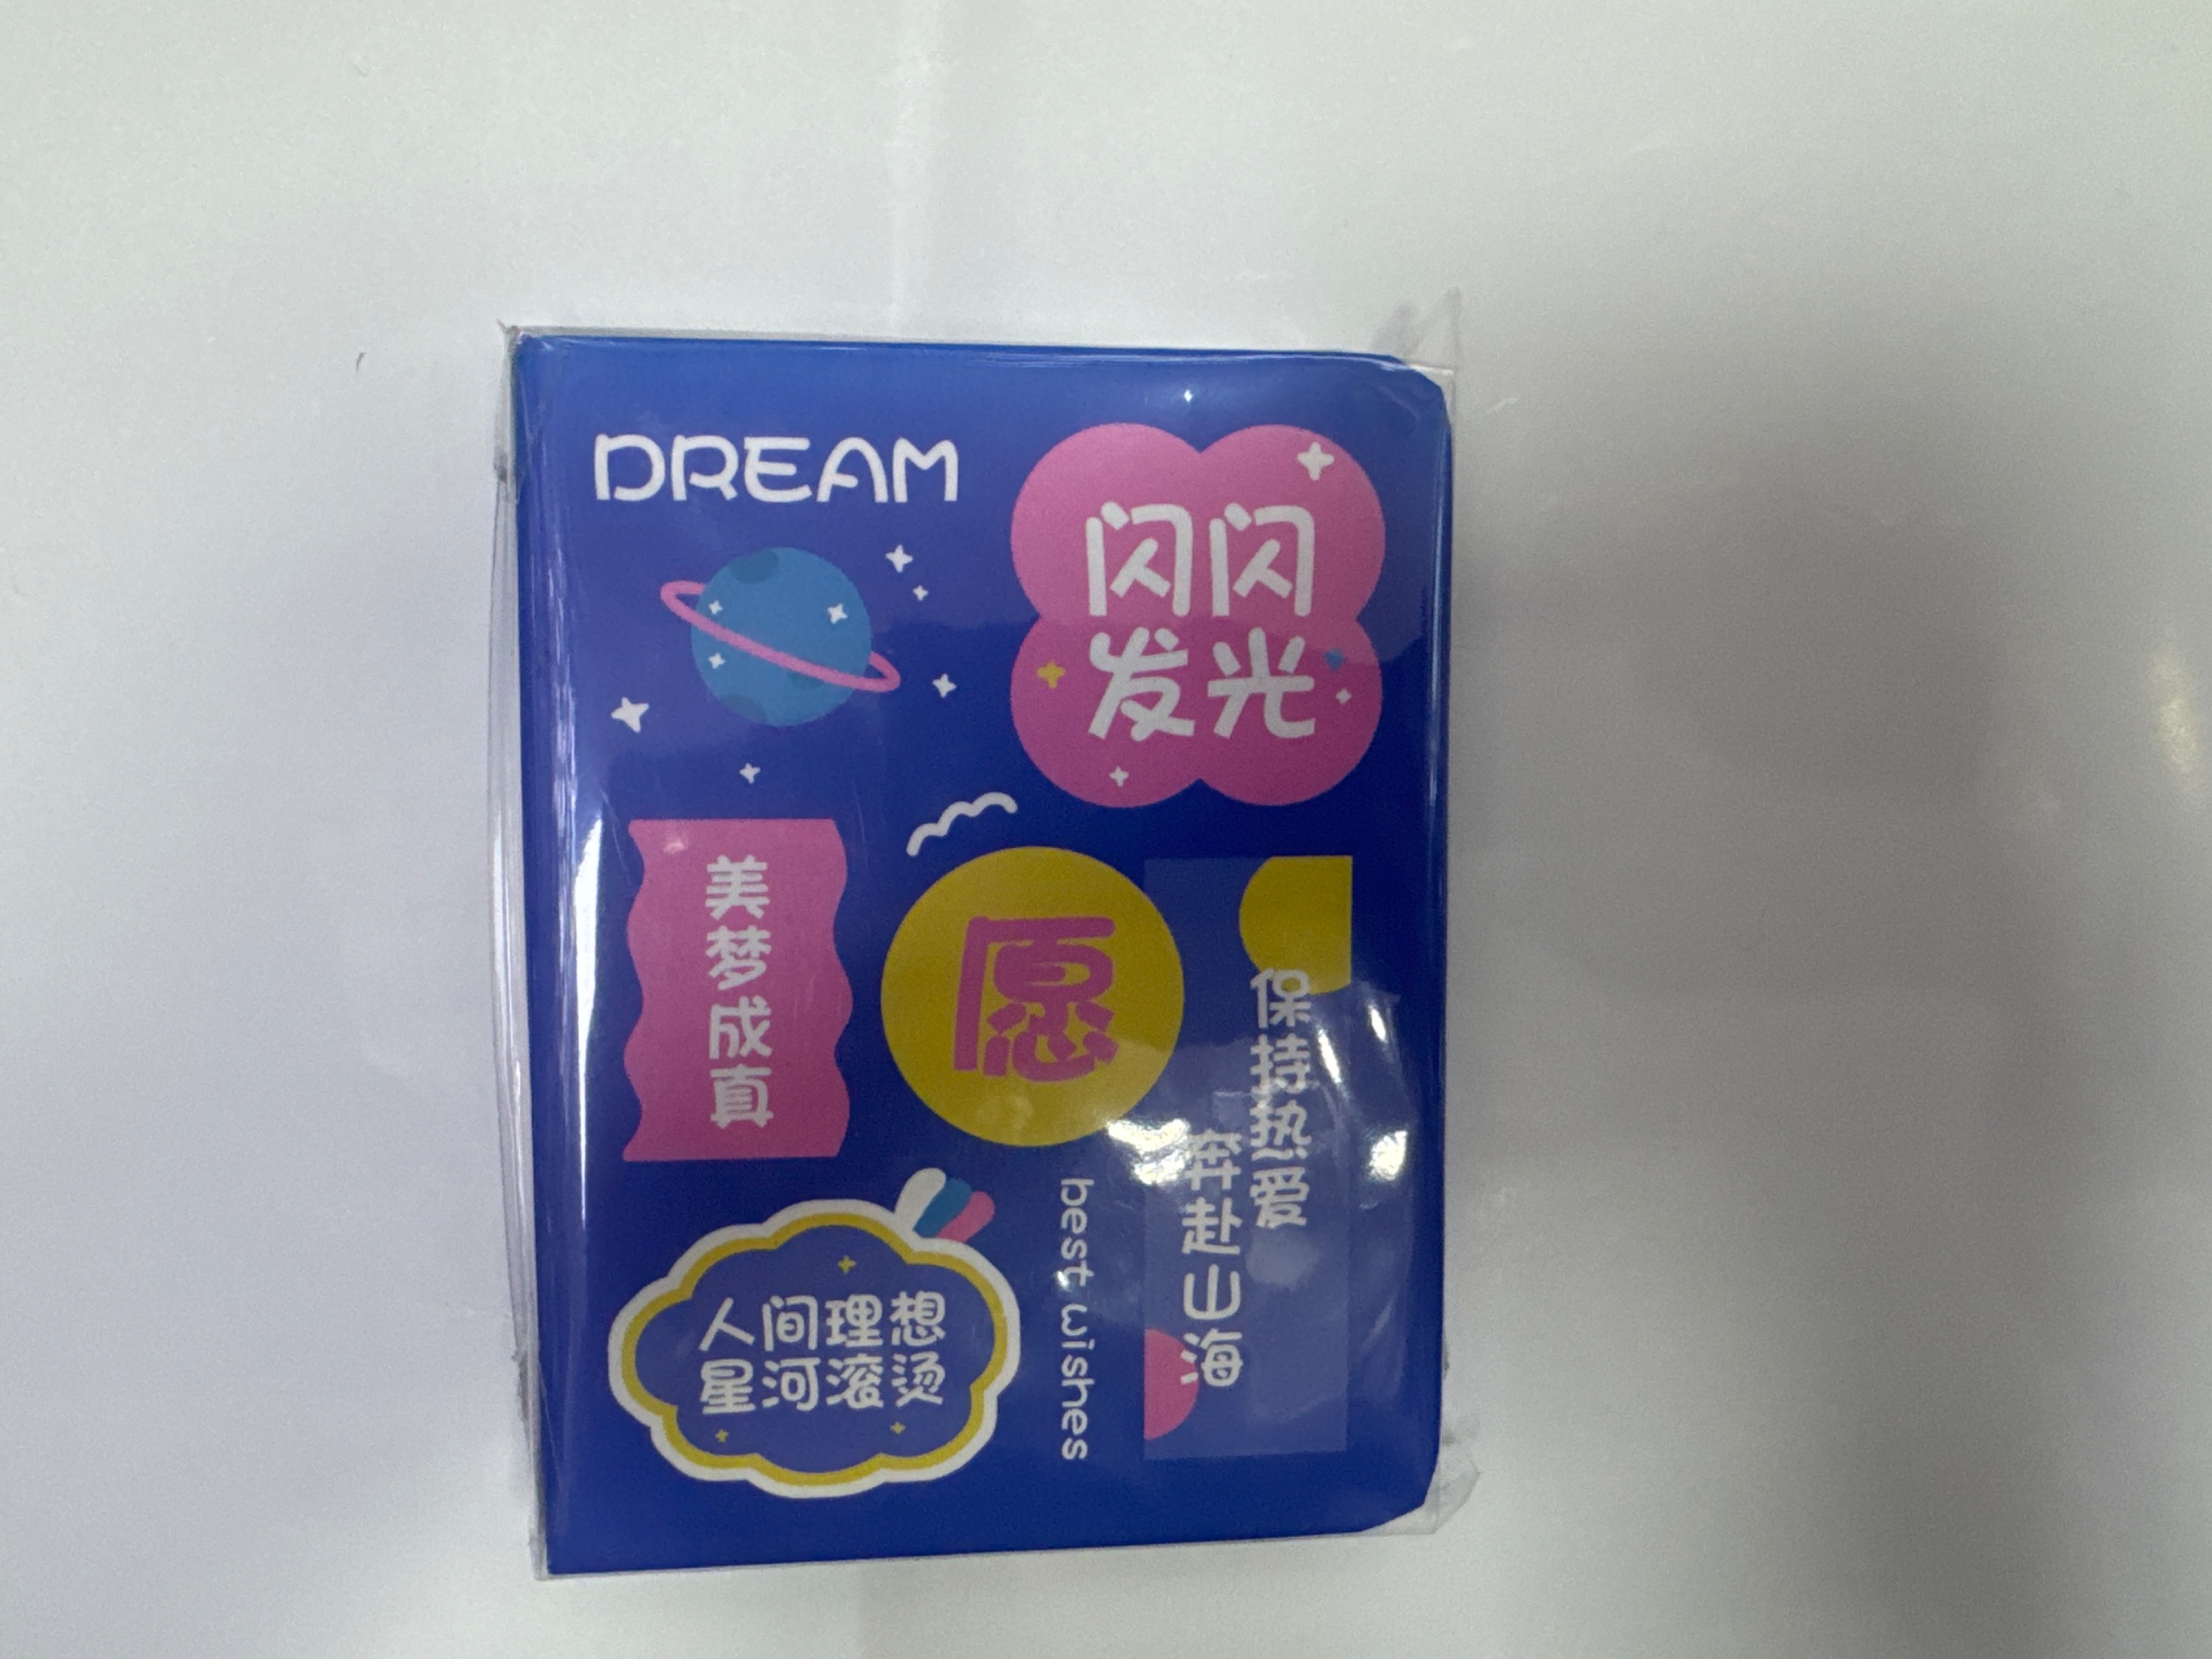 DREAM
闪闪
发光
美梦成真
愿
保持热爱
奔赴山海
best wishes
人间理想
星河滚烫